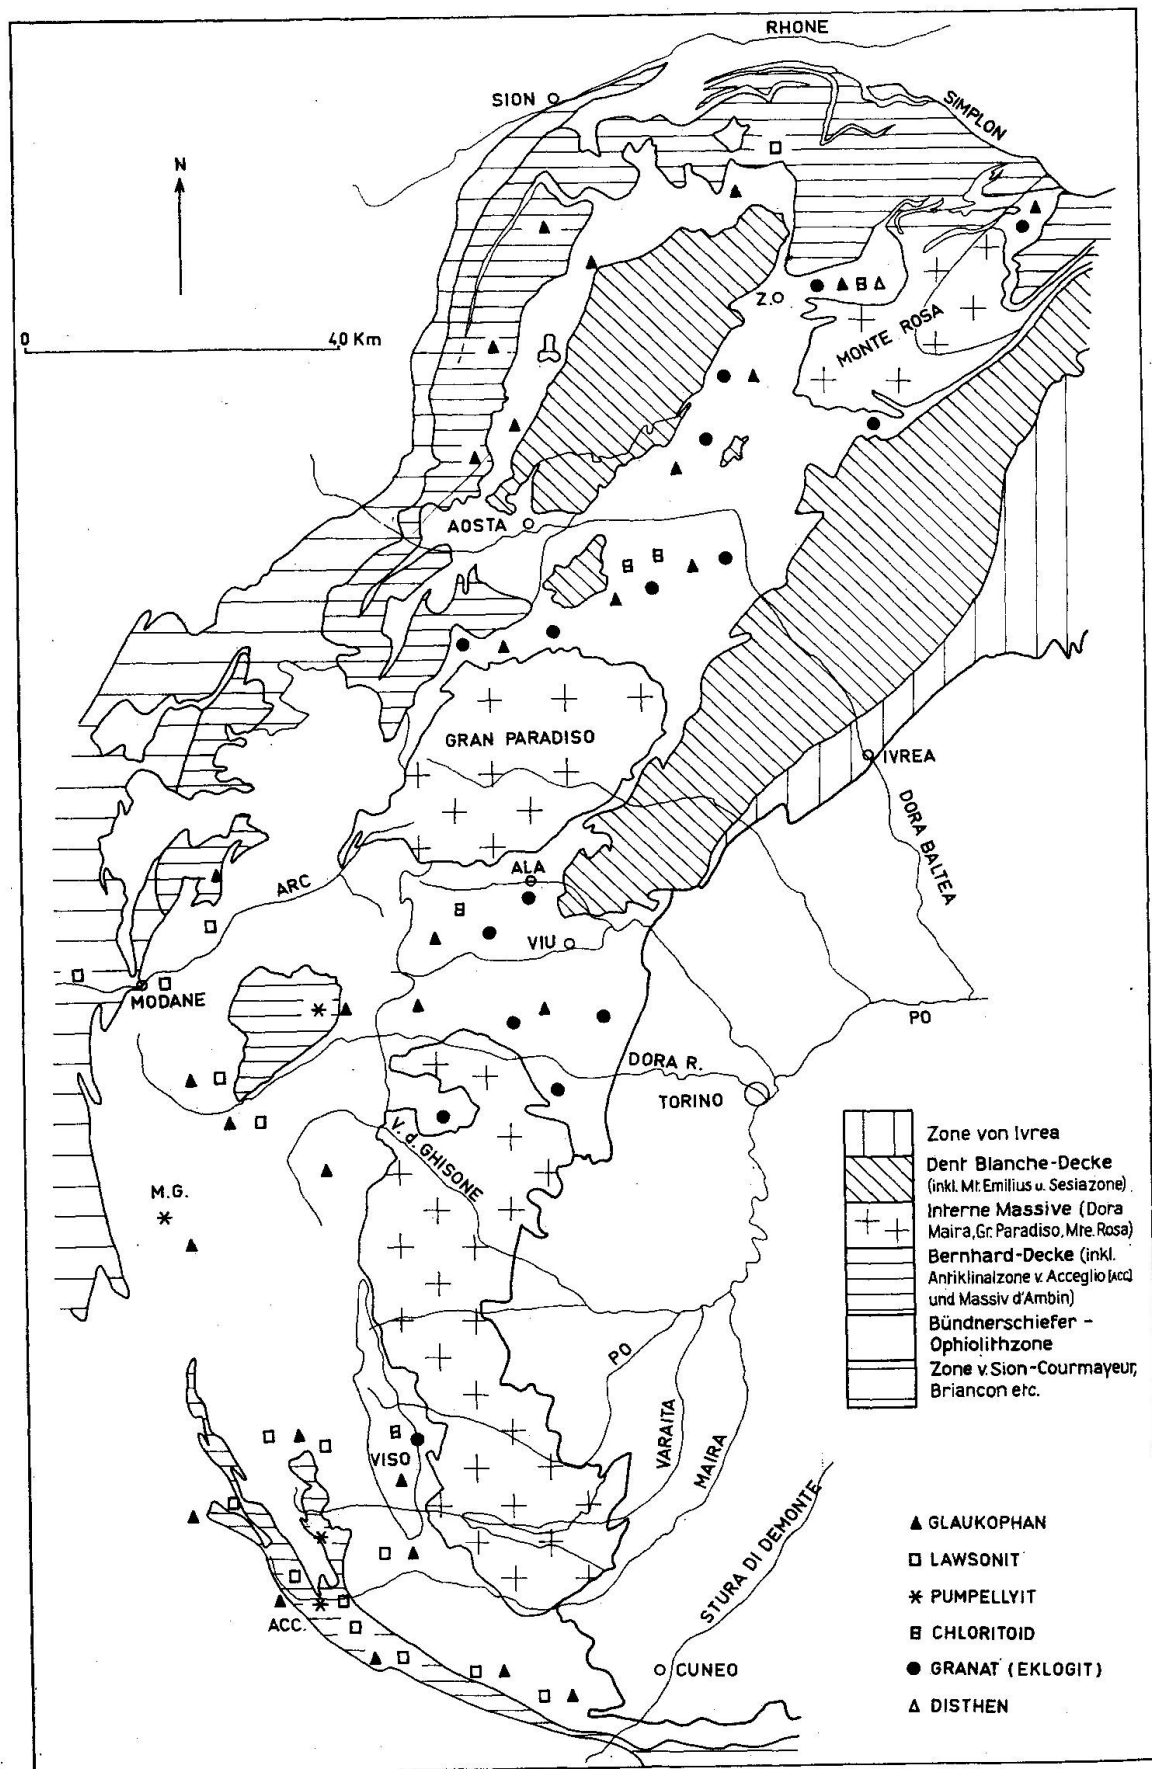 RHONE
SION
SIMPLON
N
Z.
0 40 Km
MONTE ROSA
AOSTA
GRAN PARADISO
IVREA
DORA BALTEA
ALA
ARC
VIU
MODANE
PO
DORA R.
TORINO
V. d. GHISONE
M.G.
PO
VARAITA
MAIRA
VISO
STURA DI DEMONTE
ACC.
CUNEO
Zone von Ivrea
Dent Blanche-Decke
(inkl. Mt. Emilius u. Sesiazone)
Interne Massive (Dora
Maira, Gr. Paradiso, Mte. Rosa)
Bernhard-Decke (inkl.
Antiklinalzone v. Acceglio [ACC]
und Massiv d'Ambin)
Bündnerschiefer -
Ophiolithzone
Zone v. Sion-Courmayeur,
Briancon etc.
GLAUKOPHAN
LAWSONIT
PUMPELLYIT
CHLORITOID
GRANAT (EKLOGIT)
DISTHEN